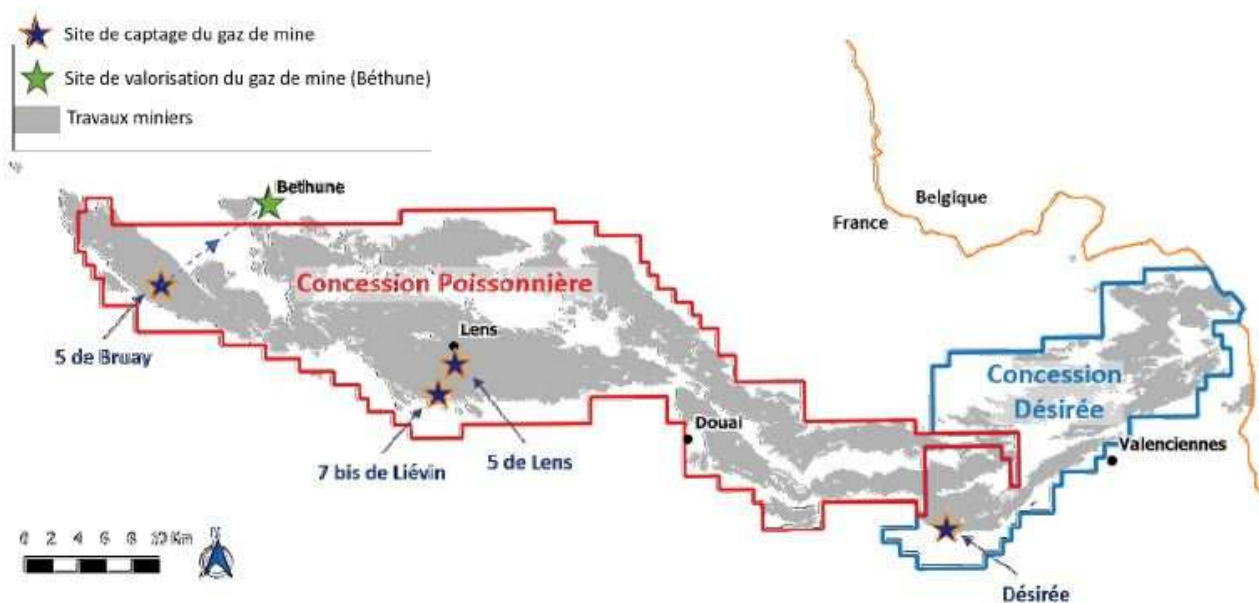 Site de captage du gaz de mine
Site de valorisation du gaz de mine (Béthune)
Travaux miniers
Bethune
Belgique
France
Concession Poissonnière
Lens
5 de Bruay
Concession
Désirée
Douai
Valenciennes
7 bis de Liévin
5 de Lens
0 2 4 6 8 10 Km
N
Désirée